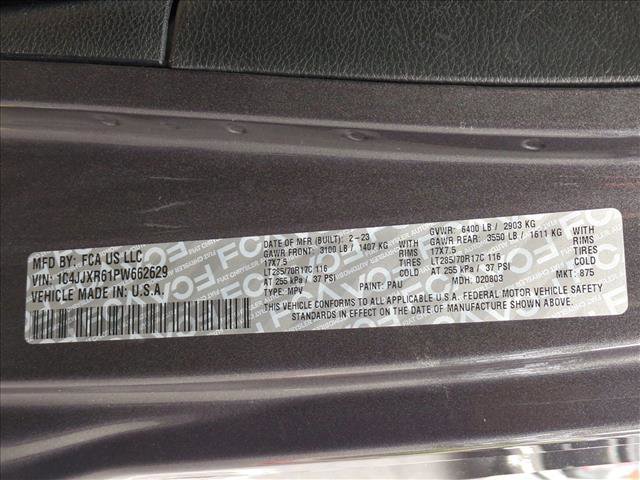 MFD BY: FCA US LLC
VIN: 1C4JJXR61PW662629
VEHICLE MADE IN: U.S.A.
DATE OF MFR (BUILT): 2-23 GVWR: 6400 LB / 2903 KG
GAWR FRONT: 3100 LB / 1407 KG GAWR REAR: 3550 LB / 1611 KG
17X7.5 RIMS 17X7.5 RIMS
LT285/70R17C 116 TIRES LT285/70R17C 116 TIRES
AT 255 kPa / 37 PSI COLD AT 255 kPa / 37 PSI COLD
TYPE: MPV PAINT: PAU MDH: 020803 MKT: 875
THIS VEHICLE CONFORMS TO ALL APPLICABLE U.S.A. FEDERAL MOTOR VEHICLE SAFETY
STANDARDS IN EFFECT ON THE DATE OF MANUFACTURE SHOWN ABOVE.